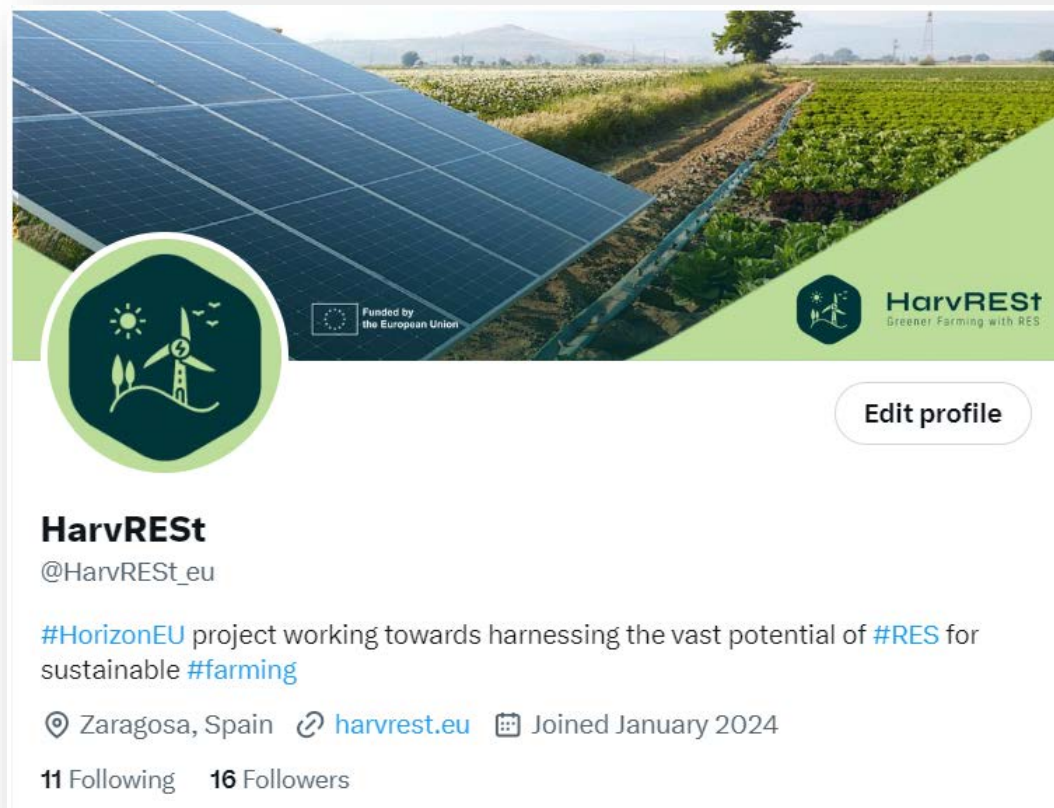 Funded by
the European Union
HarvRESt
Greener Farming with RES
Edit profile
HarvRESt
@HarvRESt_eu
#HorizonEU project working towards harnessing the vast potential of #RES for
sustainable #farming
Zaragosa, Spain harvrest.eu Joined January 2024
11 Following 16 Followers